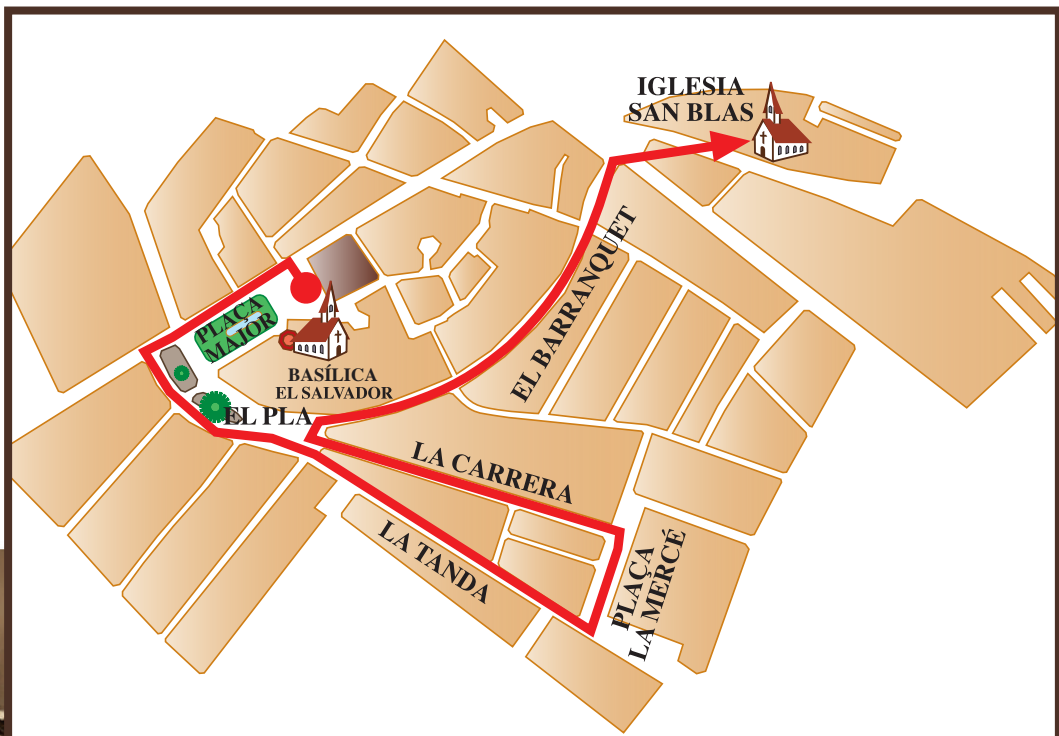 IGLESIA
SAN BLAS
EL BARRANQUET
PLAÇA
MAJOR
BASÍLICA
EL SALVADOR
EL PLA
LA CARRERA
LA TANDA
PLAÇA
LA MERCÉ